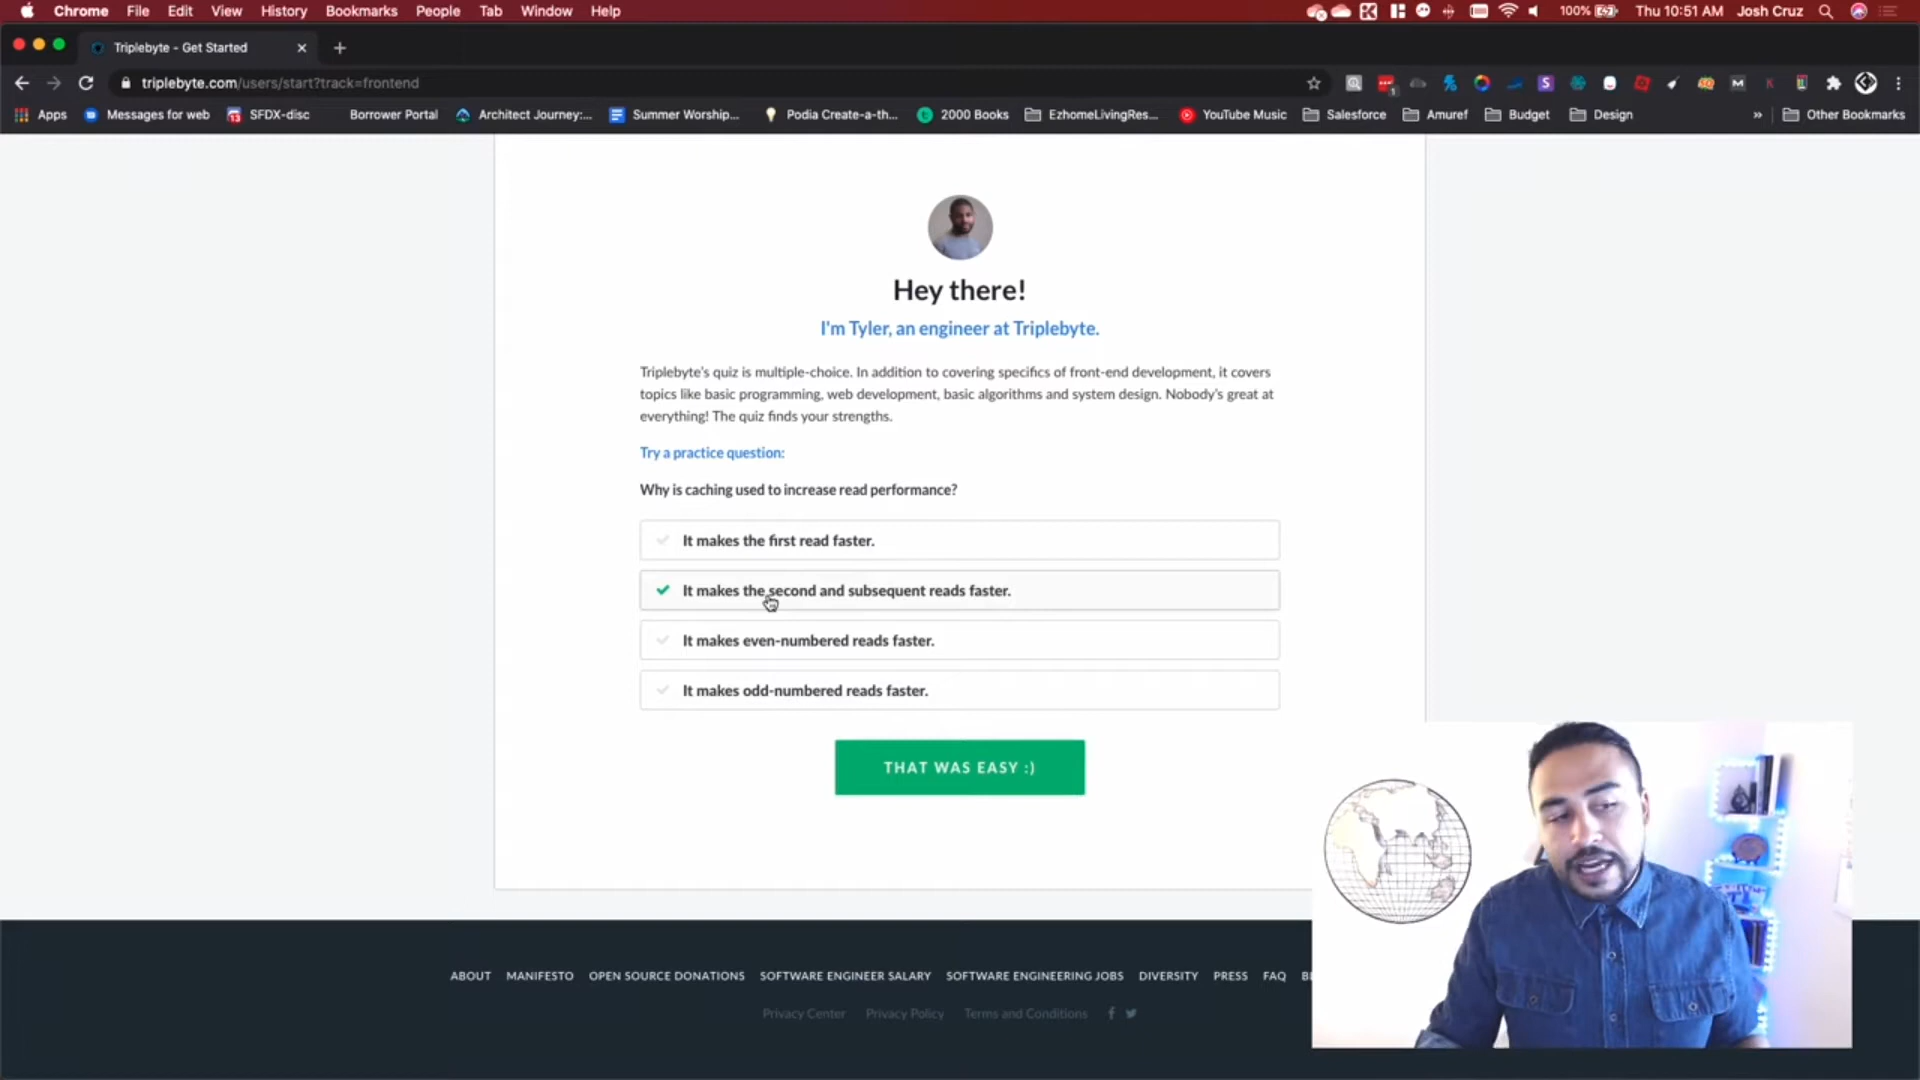 Chrome File Edit View History Bookmarks People Tab Window Help
100% Thu 10:51 AM Josh Cruz
Triplebyte - Get Started
triplebyte.com/users/start?track=frontend
Apps Messages for web SFDX-disc Borrower Portal Architect Journey:... Summer Worship... Podia Create-a-th... 2000 Books EzhomeLivingRes... YouTube Music Salesforce Amuref Budget Design » Other Bookmarks
Hey there!
I'm Tyler, an engineer at Triplebyte.
Triplebyte's quiz is multiple-choice. In addition to covering specifics of front-end development, it covers
topics like basic programming, web development, basic algorithms and system design. Nobody's great at
everything! The quiz finds your strengths.
Try a practice question:
Why is caching used to increase read performance?
It makes the first read faster.
It makes the second and subsequent reads faster.
It makes even-numbered reads faster.
It makes odd-numbered reads faster.
THAT WAS EASY :)
ABOUT MANIFESTO OPEN SOURCE DONATIONS SOFTWARE ENGINEER SALARY SOFTWARE ENGINEERING JOBS DIVERSITY PRESS FAQ
Privacy Center Privacy Policy Terms and Conditions